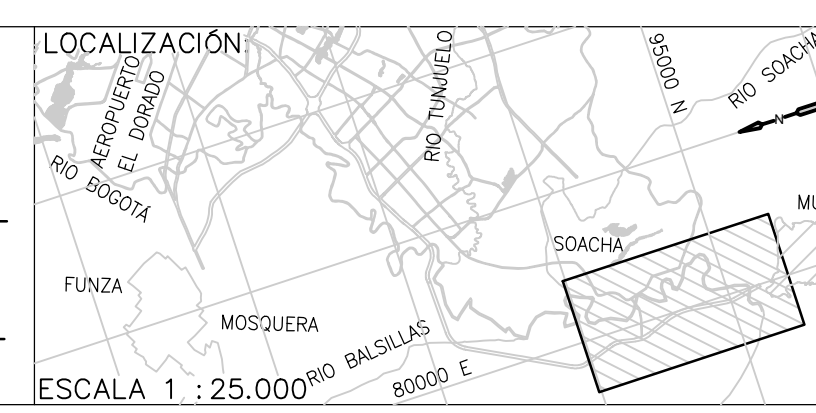 LOCALIZACIÓN:
AEROPUERTO
EL DORADO
RIO BOGOTÁ
RIO TUNJUELO
95000 N
RIO SOACHA
N
SOACHA
FUNZA
MOSQUERA
RIO BALSILLAS
80000 E
ESCALA 1 : 25.000